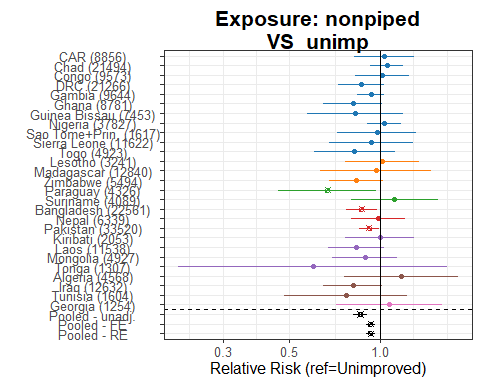 Exposure: nonpiped
VS unimp
CAR (8856)
Chad (21494)
Congo (9573)
DRC (21266)
Gambia (9644)
Ghana (8781)
Guinea Bissau (7453)
Nigeria (37827)
Sao Tome+Prin. (1617)
Sierra Leone (11622)
Togo (4923)
Lesotho (3241)
Madagascar (12840)
Zimbabwe (5494)
Paraguay (4326)
Suriname (4089)
Bangladesh (22561)
Nepal (6339)
Pakistan (33520)
Kiribati (2053)
Laos (11538)
Mongolia (4927)
Tonga (1307)
Algeria (4568)
Iraq (12632)
Tunisia (1604)
Georgia (1254)
Pooled - unadj.
Pooled - FE
Pooled - RE
0.3 0.5 1.0
Relative Risk (ref=Unimproved)